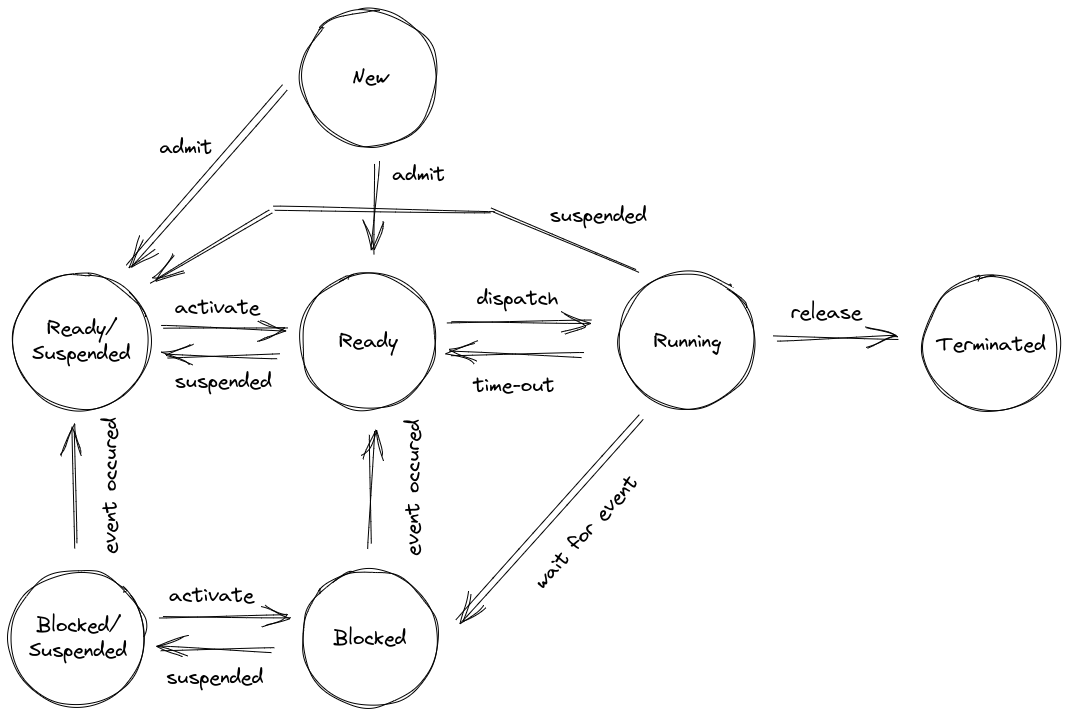 New
admit
admit
suspended
activate
dispatch
release
Ready/
Suspended
Ready
Running
Terminated
suspended
time-out
event occured
event occured
wait for event
activate
Blocked/
Suspended
Blocked
suspended